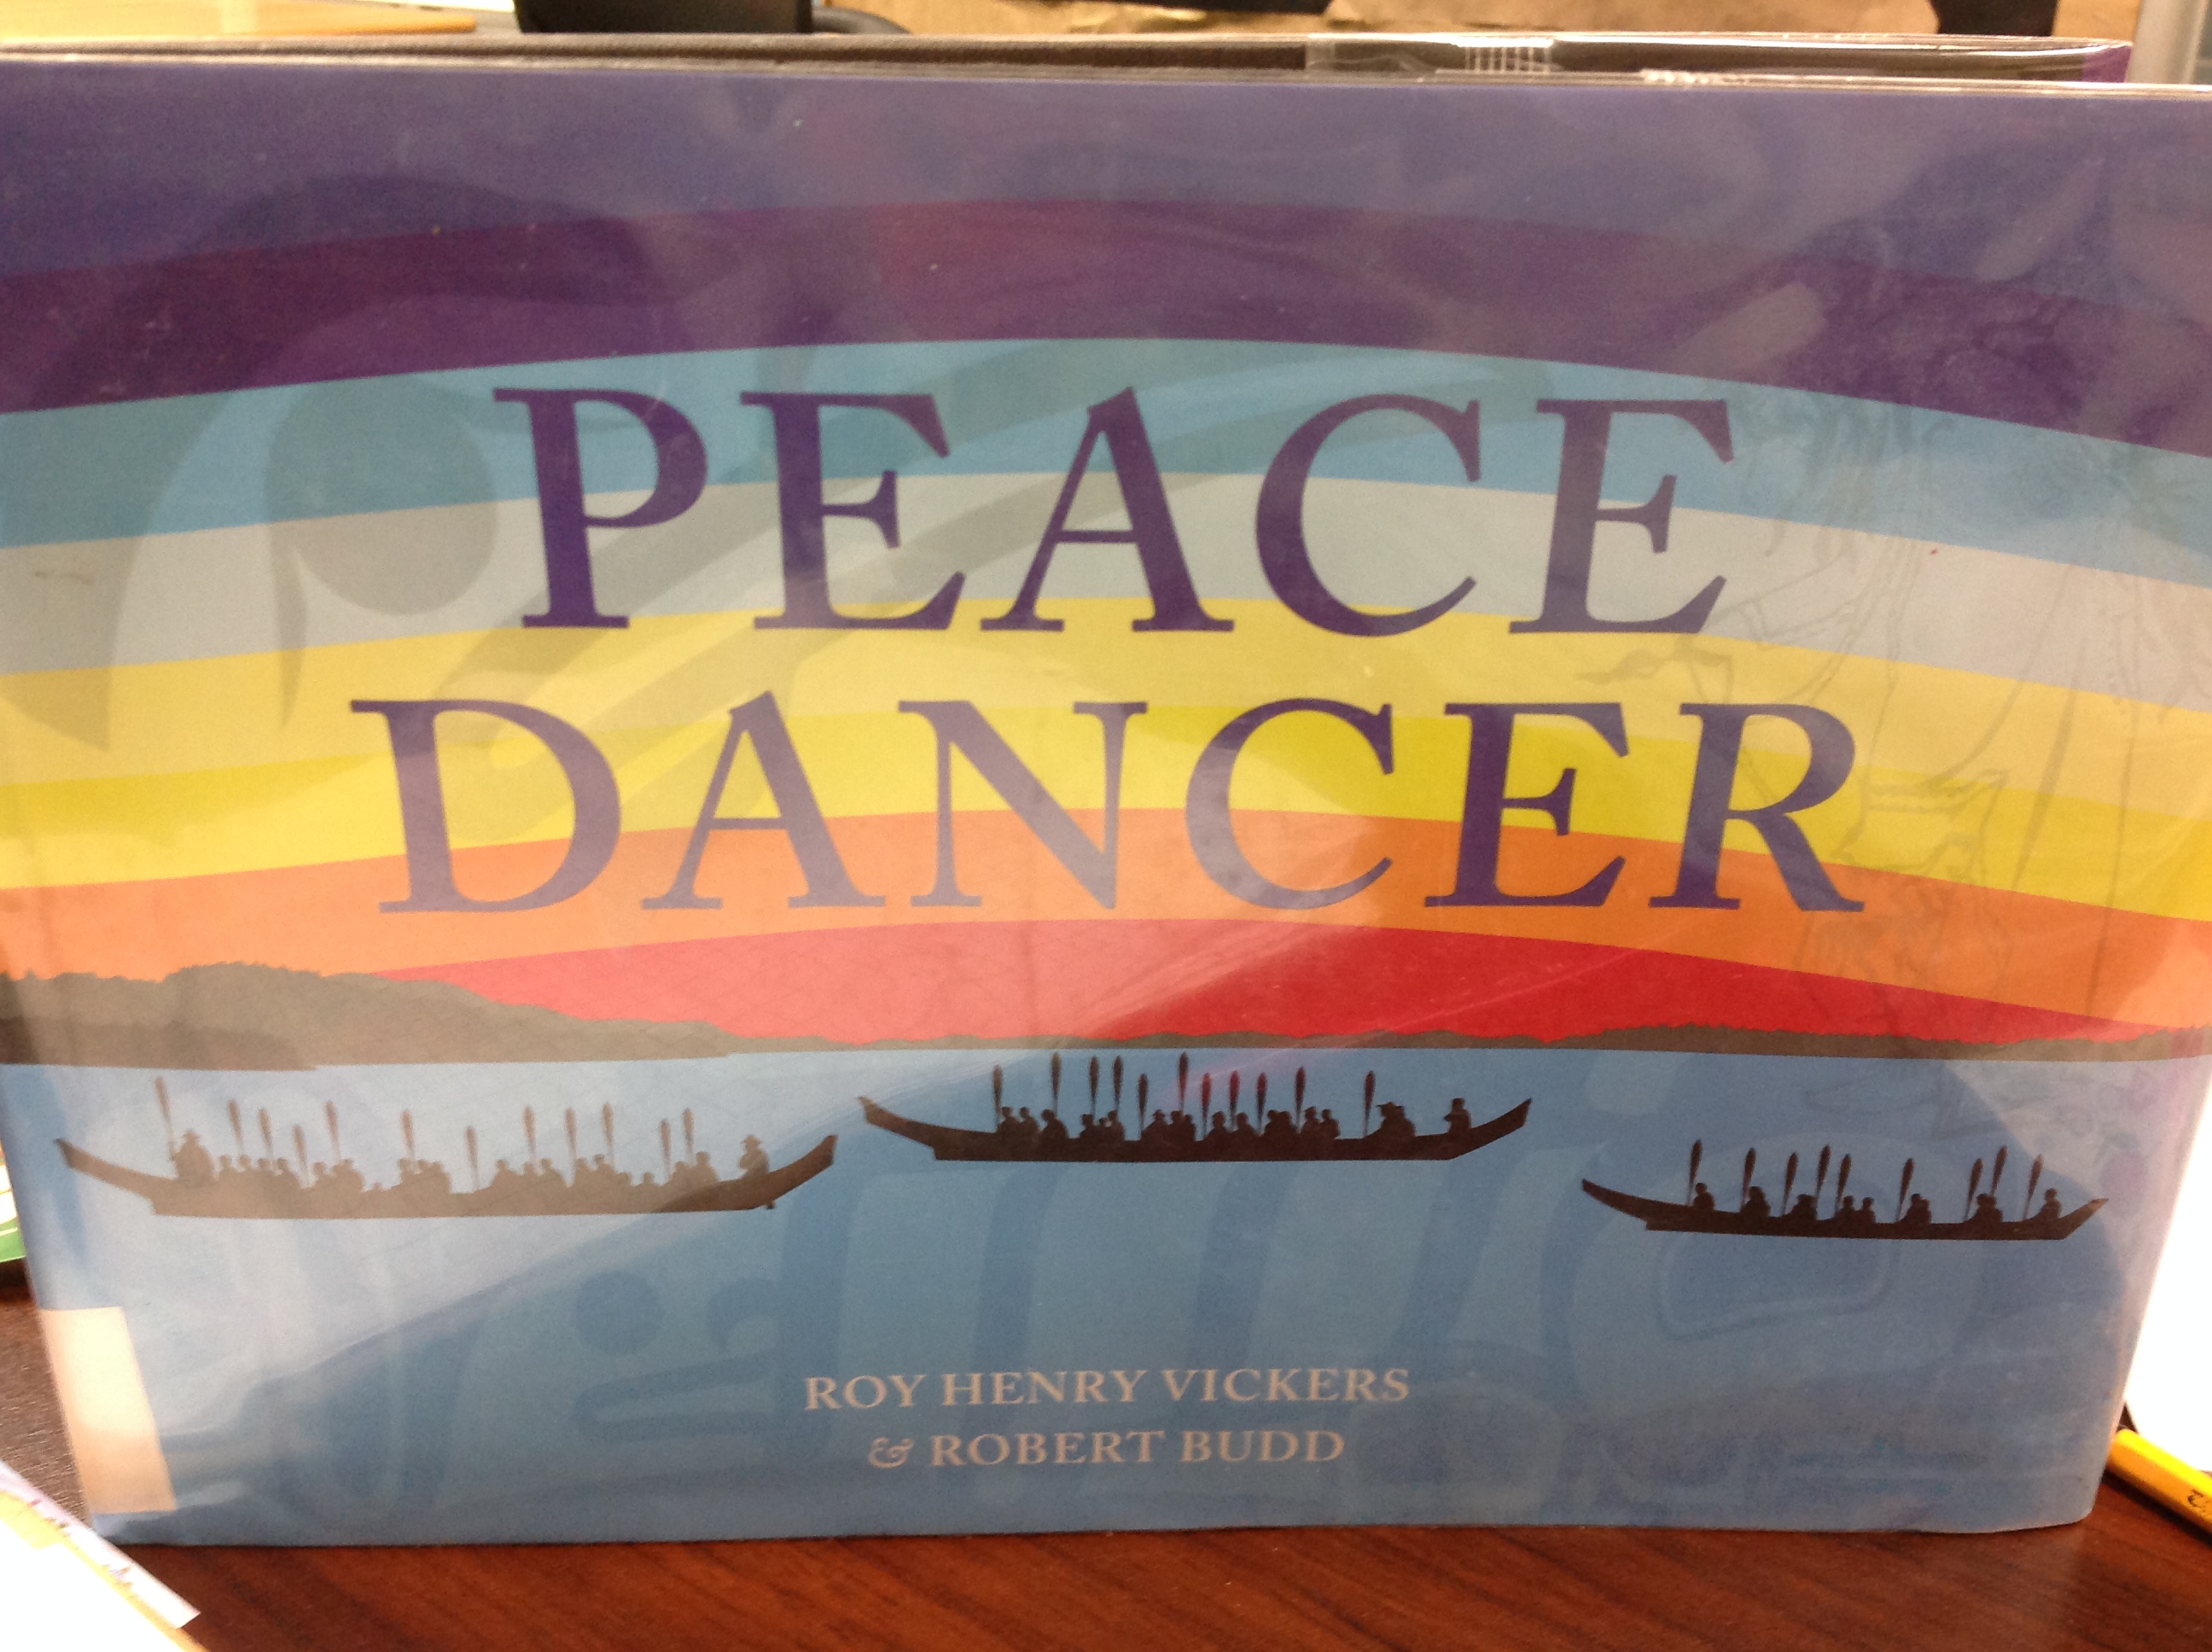 PEACE
DANCER
ROY HENRY VICKERS
& ROBERT BUDD